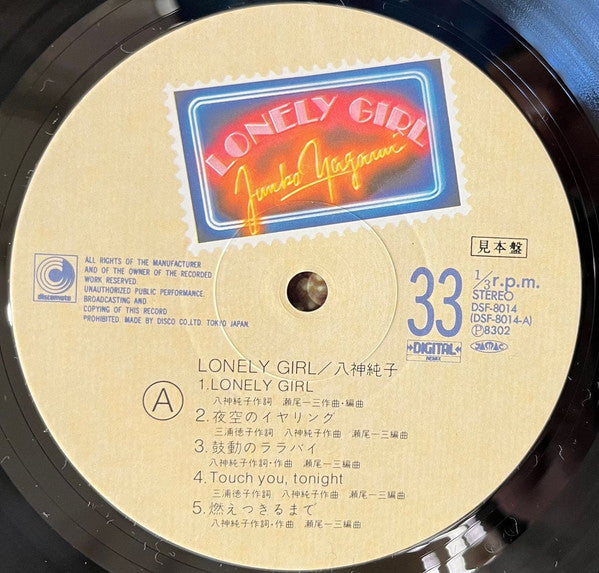 LONELY GIRL
Junko Yagami
見本盤
discomate
ALL RIGHTS OF THE MANUFACTURER
AND OF THE OWNER OF THE RECORDED
WORK RESERVED.
UNAUTHORIZED PUBLIC PERFORMANCE.
BROADCASTING AND
COPYING OF THIS RECORD
PROHIBITED. MADE BY DISCO CO.LTD. TOKYO JAPAN.
33 1/3 r.p.m.
STEREO
DSF-8014
(DSF-8014-A)
Ⓟ8302
DIGITAL
REMIX
LONELY GIRL/八神純子
A
1.LONELY GIRL
八神純子作詞 瀬尾一三作曲・編曲
2.夜空のイヤリング
三浦徳子作詞 八神純子作曲 瀬尾一三編曲
3.鼓動のララバイ
八神純子作詞・作曲 瀬尾一三編曲
4.Touch you, tonight
三浦徳子作詞 八神純子作曲 瀬尾一三編曲
5.燃えつきるまで
八神純子作詞・作曲 瀬尾一三編曲